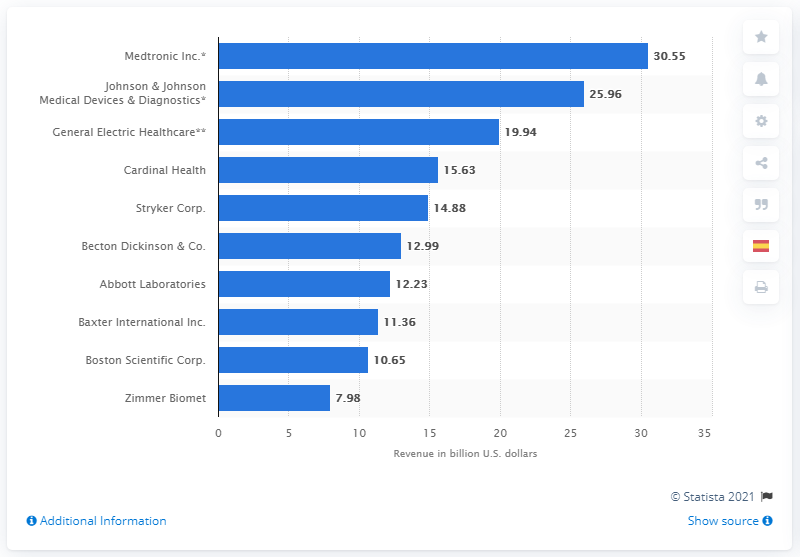 Medtronic Inc.* 30.55
Johnson & Johnson
Medical Devices & Diagnostics* 25.96
General Electric Healthcare** 19.94
Cardinal Health 15.63
Stryker Corp. 14.88
Becton Dickinson & Co. 12.99
Abbott Laboratories 12.23
Baxter International Inc. 11.36
Boston Scientific Corp. 10.65
Zimmer Biomet 7.98
0 5 10 15 20 25 30 35
Revenue in billion U.S. dollars
© Statista 2021
Additional Information Show source